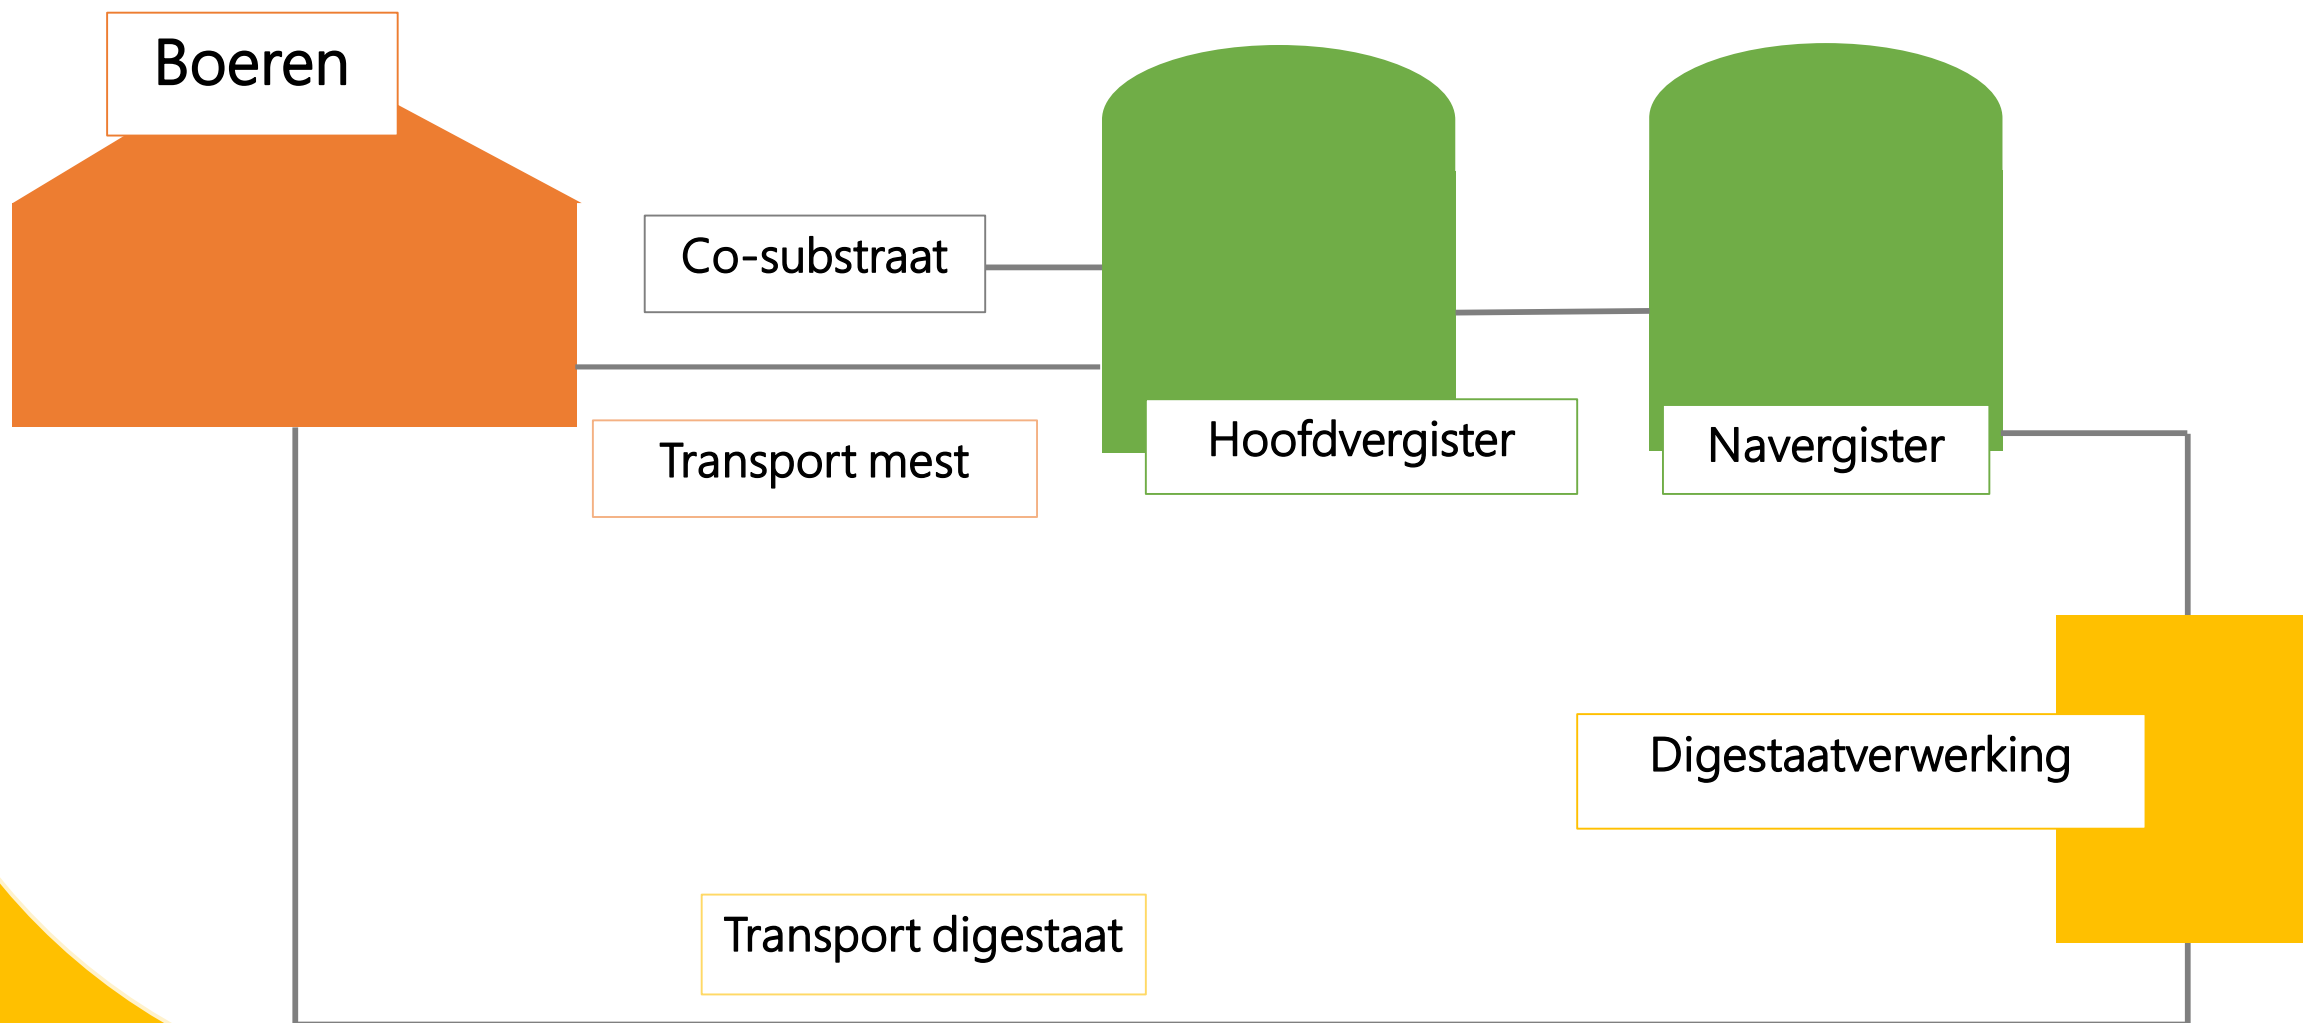 Boeren
Co-substraat
Transport mest
Hoofdvergister
Navergister
Digestaatverwerking
Transport digestaat